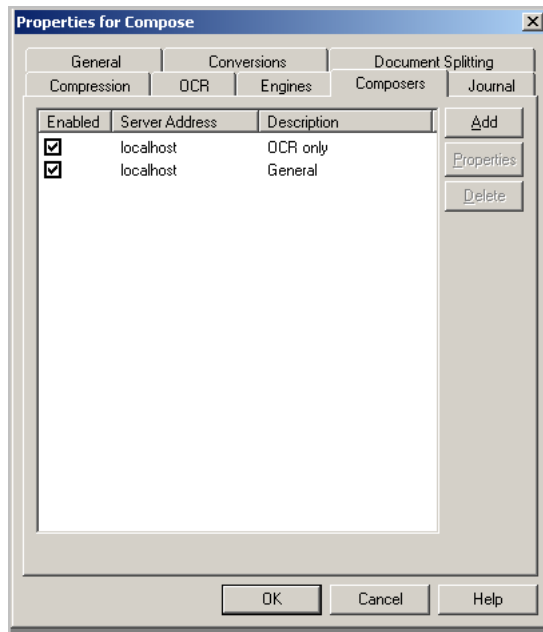 Properties for Compose
General Conversions Document Splitting
Compression OCR Engines Composers Journal
Enabled Server Address Description Add
localhost OCR only
Properties
localhost General
Delete
OK Cancel Help